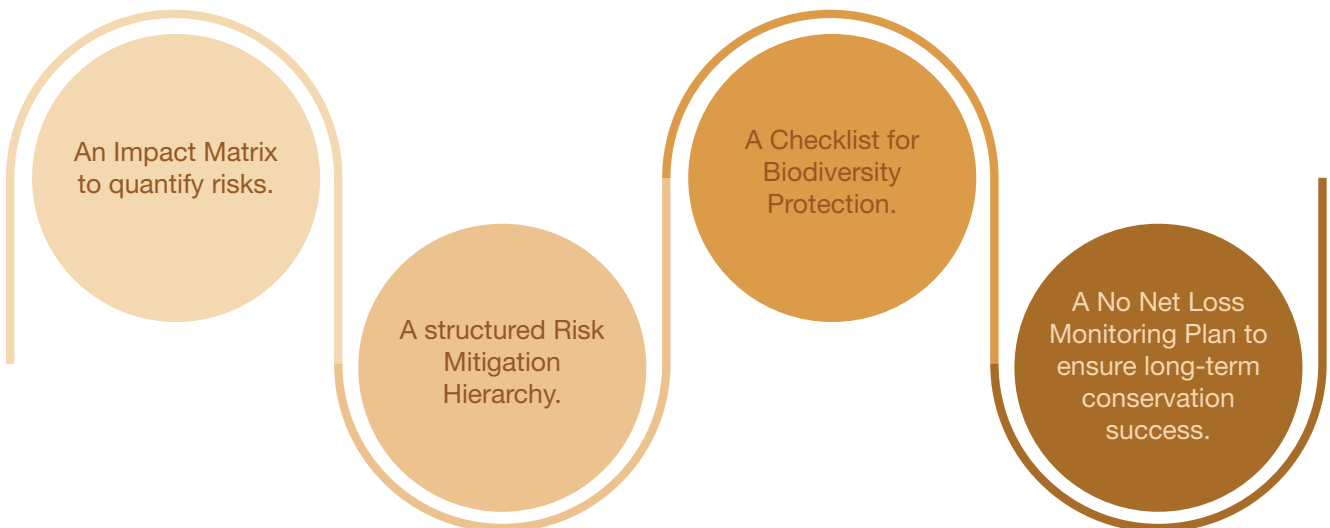 An Impact Matrix
to quantify risks.
A structured Risk
Mitigation
Hierarchy.
A Checklist for
Biodiversity
Protection.
A No Net Loss
Monitoring Plan to
ensure long-term
conservation
success.